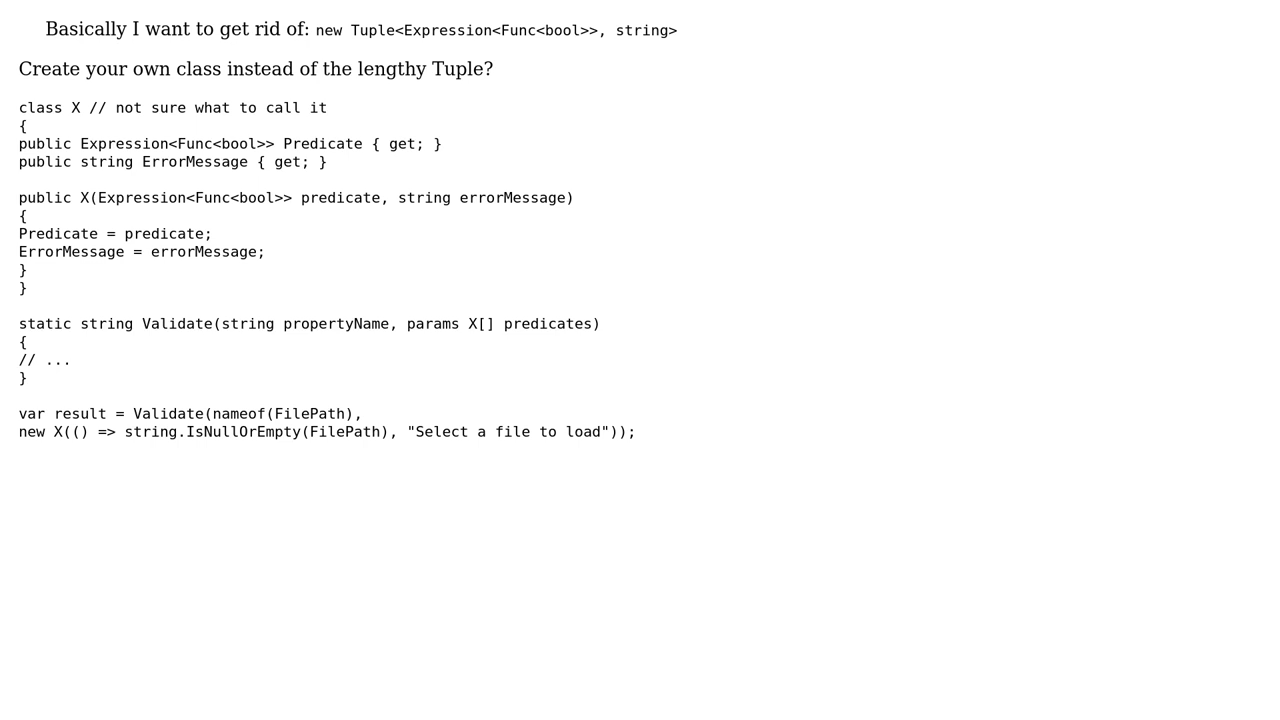 Basically I want to get rid of: new Tuple<Expression<Func<bool>>, string>
Create your own class instead of the lengthy Tuple?
class X // not sure what to call it
{
public Expression<Func<bool>> Predicate { get; }
public string ErrorMessage { get; }

public X(Expression<Func<bool>> predicate, string errorMessage)
{
Predicate = predicate;
ErrorMessage = errorMessage;
}
}

static string Validate(string propertyName, params X[] predicates)
{
// ...
}

var result = Validate(nameof(FilePath),
new X(() => string.IsNullOrEmpty(FilePath), "Select a file to load"));